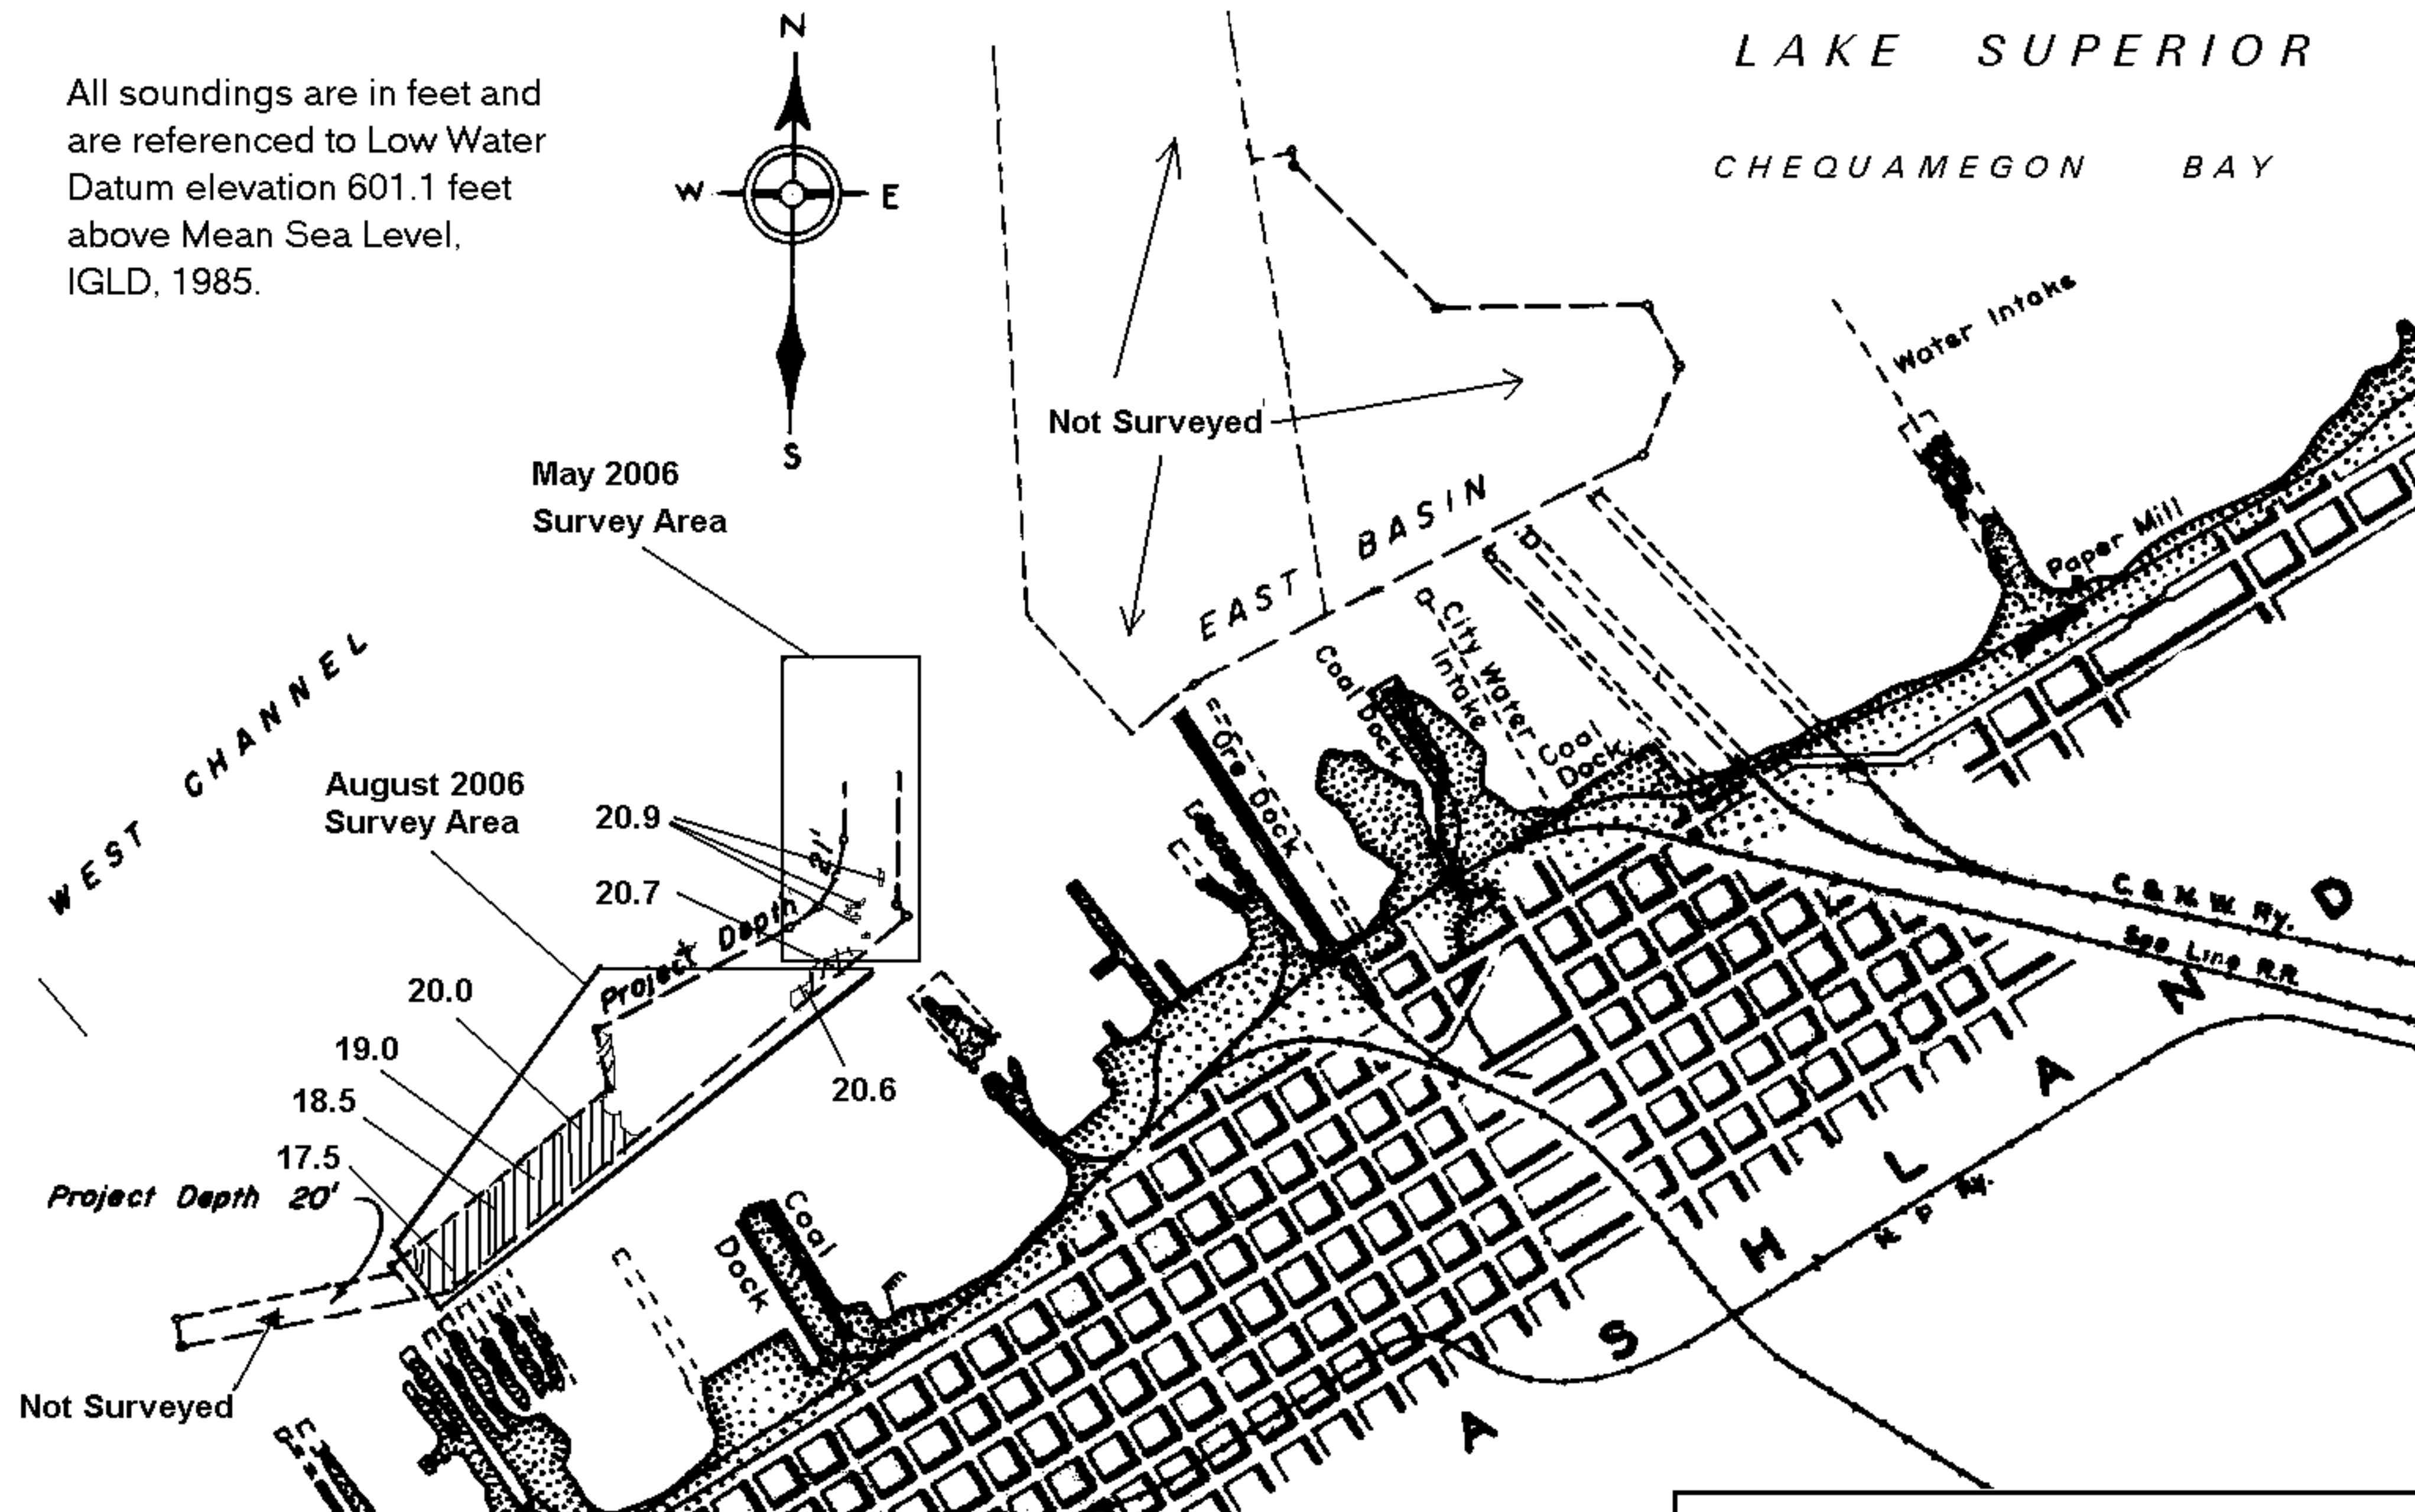 All soundings are in feet and
are referenced to Low Water
Datum elevation 601.1 feet
above Mean Sea Level,
IGLD, 1985.
N
W
E
S
LAKE SUPERIOR
CHEQUAMEGON BAY
Water Intake
Not Surveyed
May 2006
Survey Area
EAST BASIN
Paper Mill
City Water
Intake
Coal
Dock
Coal
Dock
Ore Dock
WEST CHANNEL
August 2006
Survey Area
20.9
20.7
21'
Project Depth
20.0
19.0
18.5
17.5
20.6
Project Depth 20'
Not Surveyed
Coal
Dock
C. & N. W. Ry.
Soo Line R.R.
N. P. Ry.
ASHLAND